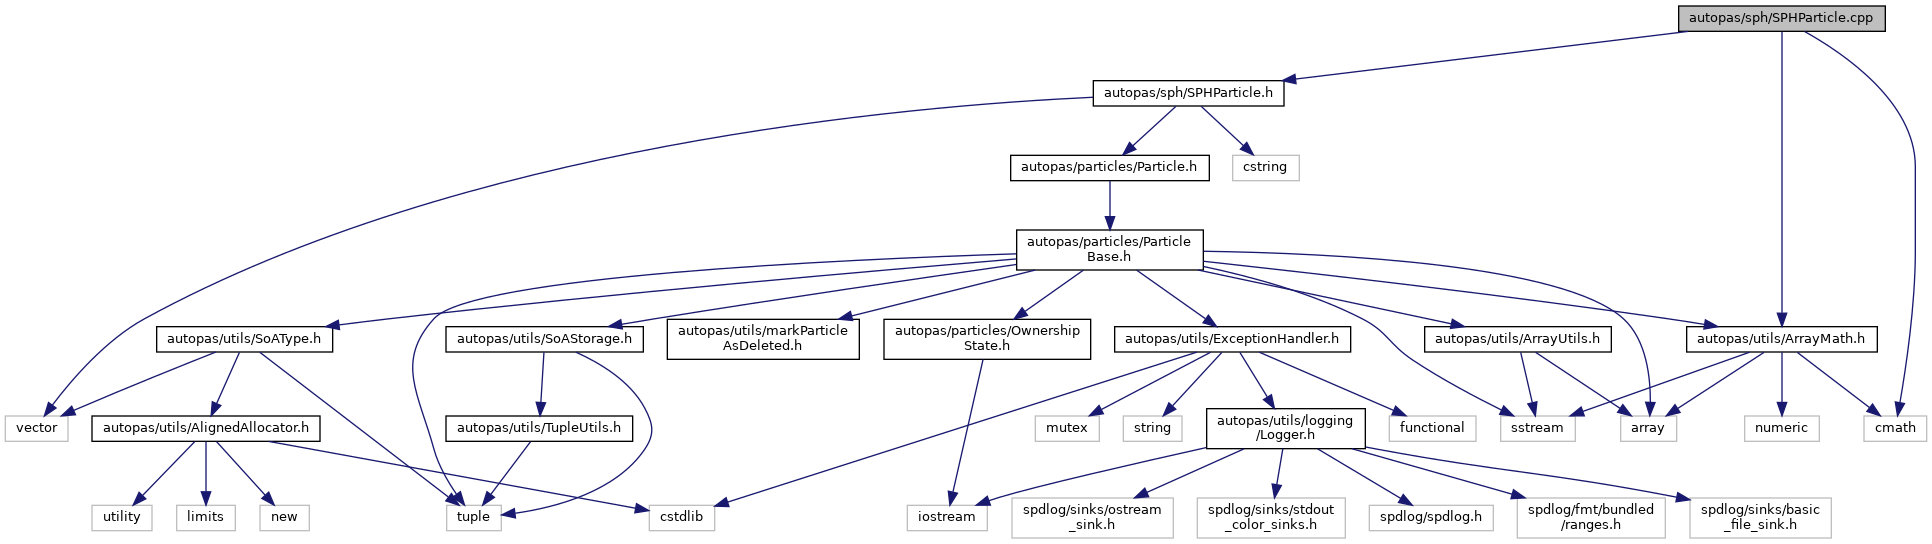 autopas/sph/SPHParticle.cpp
autopas/sph/SPHParticle.h
autopas/particles/Particle.h
cstring
autopas/particles/Particle
Base.h
autopas/utils/SoAType.h
autopas/utils/SoAStorage.h
autopas/utils/markParticle
AsDeleted.h
autopas/particles/Ownership
State.h
autopas/utils/ExceptionHandler.h
autopas/utils/ArrayUtils.h
autopas/utils/ArrayMath.h
vector
autopas/utils/AlignedAllocator.h
autopas/utils/TupleUtils.h
mutex
string
autopas/utils/logging
/Logger.h
functional
sstream
array
numeric
cmath
utility
limits
new
tuple
cstdlib
iostream
spdlog/sinks/ostream
_sink.h
spdlog/sinks/stdout
_color_sinks.h
spdlog/spdlog.h
spdlog/fmt/bundled
/ranges.h
spdlog/sinks/basic
_file_sink.h